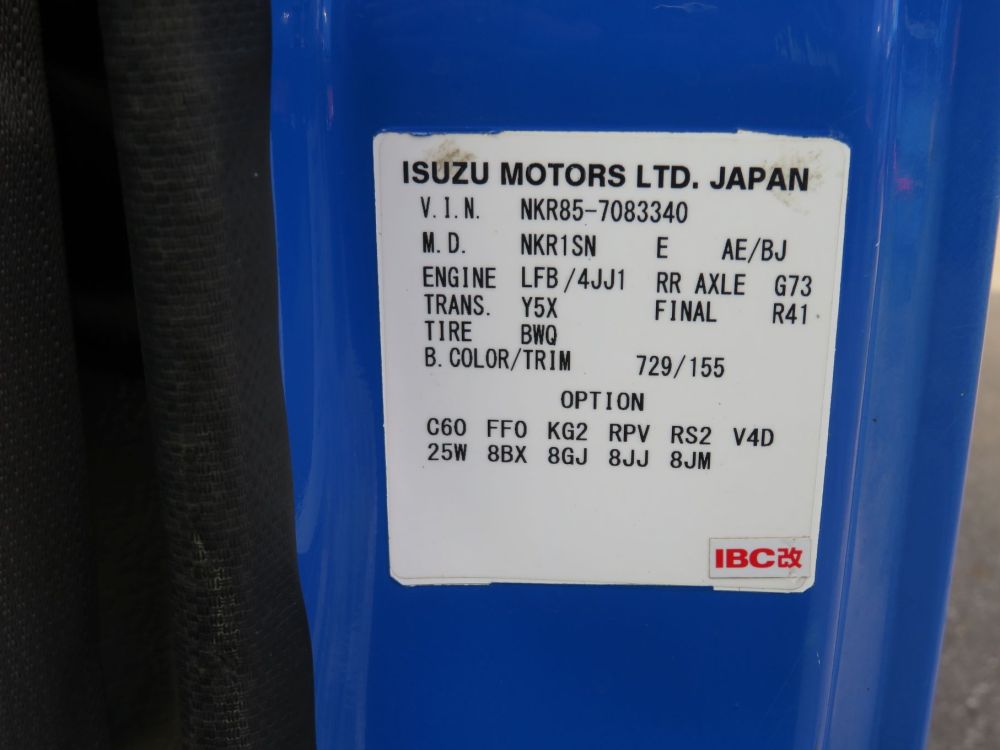 ISUZU MOTORS LTD. JAPAN
V.I.N. NKR85-7083340
M.D. NKR1SN E AE/BJ
ENGINE LFB/4JJ1 RR AXLE G73
TRANS. Y5X FINAL R41
TIRE BWQ
B.COLOR/TRIM 729/155
OPTION
C60 FF0 KG2 RPV RS2 V4D
25W 8BX 8GJ 8JJ 8JM
IBC改